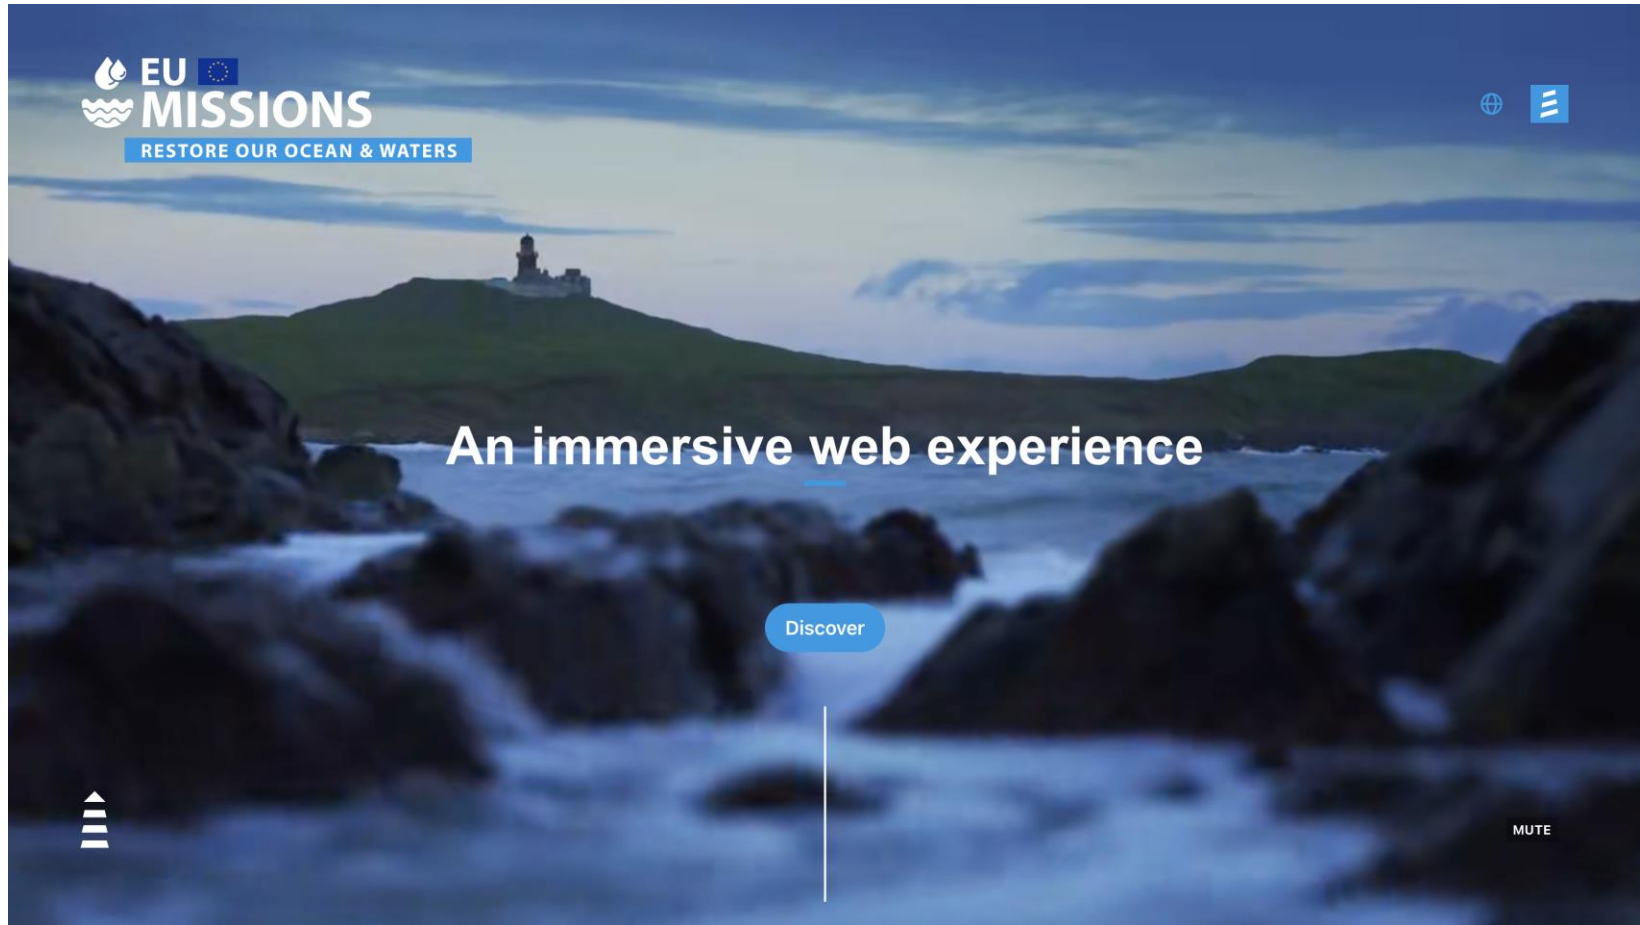 EU
MISSIONS
RESTORE OUR OCEAN & WATERS
An immersive web experience
Discover
MUTE